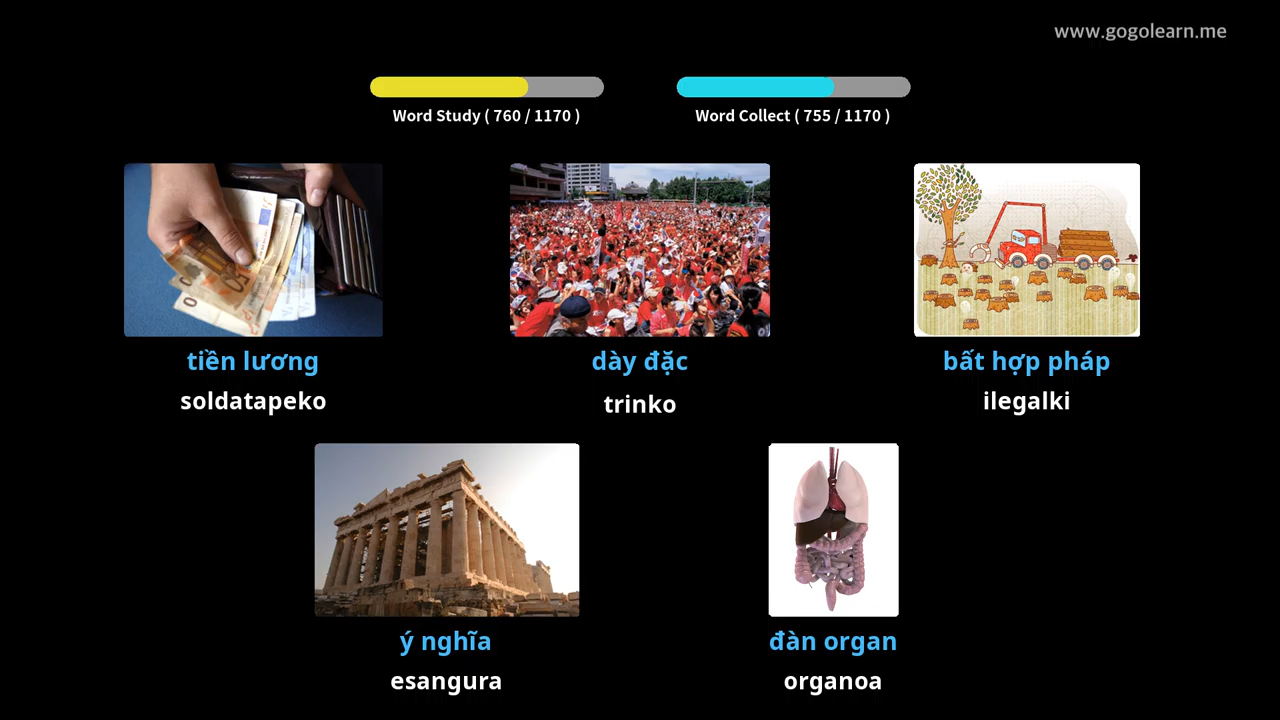 www.gogolearn.me
Word Study ( 760 / 1170 )
Word Collect ( 755 / 1170 )
tiền lương
dày đặc
bất hợp pháp
soldatapeko
trinko
ilegalki
ý nghĩa
đàn organ
esangura
organoa